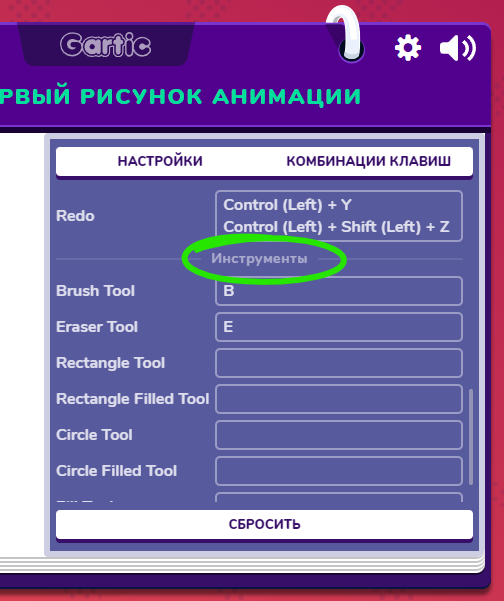 Gartic
РВЫЙ РИСУНОК АНИМАЦИИ
НАСТРОЙКИ
КОМБИНАЦИИ КЛАВИШ
Redo
Control (Left) + Y
Control (Left) + Shift (Left) + Z
Инструменты
Brush Tool
B
Eraser Tool
E
Rectangle Tool
Rectangle Filled Tool
Circle Tool
Circle Filled Tool
СБРОСИТЬ